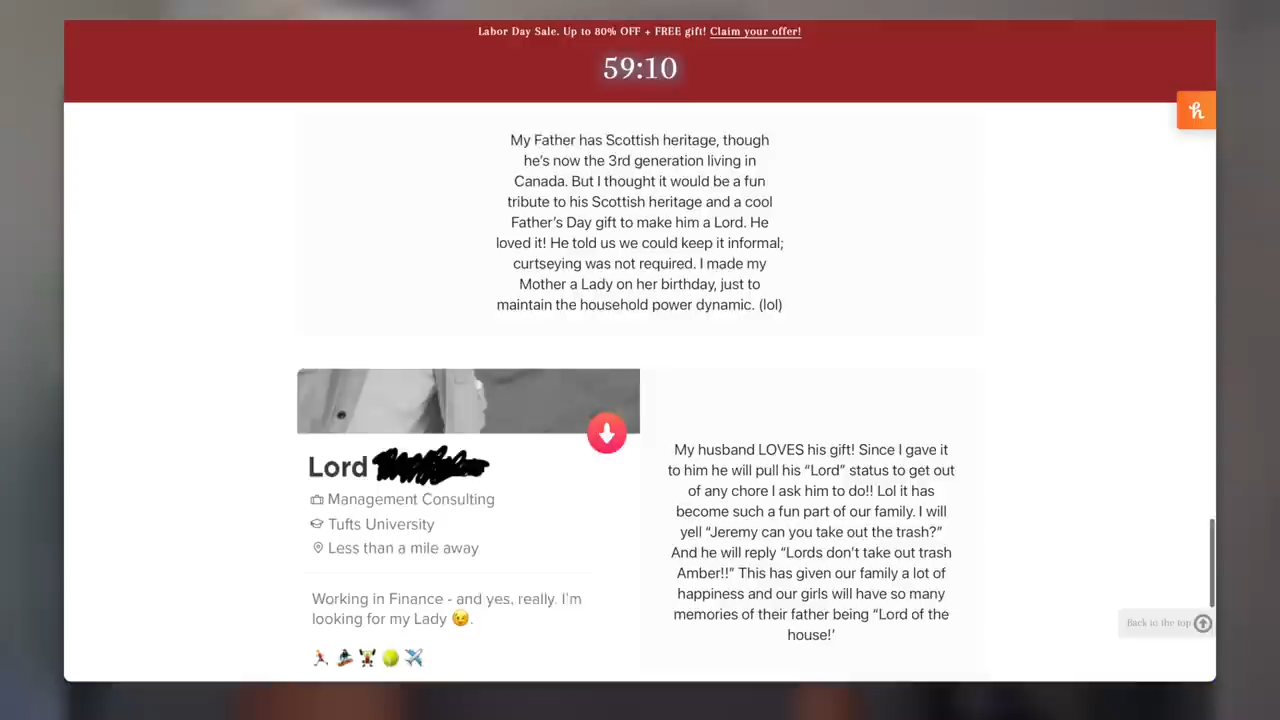 Labor Day Sale. Up to 80% OFF + FREE gift! Claim your offer!
59:10
My Father has Scottish heritage, though
he's now the 3rd generation living in
Canada. But I thought it would be a fun
tribute to his Scottish heritage and a cool
Father's Day gift to make him a Lord. He
loved it! He told us we could keep it informal;
curtseying was not required. I made my
Mother a Lady on her birthday, just to
maintain the household power dynamic. (lol)
Lord
Management Consulting
Tufts University
Less than a mile away
Working in Finance - and yes, really. I'm
looking for my Lady 😉.
My husband LOVES his gift! Since I gave it
to him he will pull his “Lord” status to get out
of any chore I ask him to do!! Lol it has
become such a fun part of our family. I will
yell “Jeremy can you take out the trash?”
And he will reply “Lords don't take out trash
Amber!!” This has given our family a lot of
happiness and our girls will have so many
memories of their father being “Lord of the
house!'
Back to the top